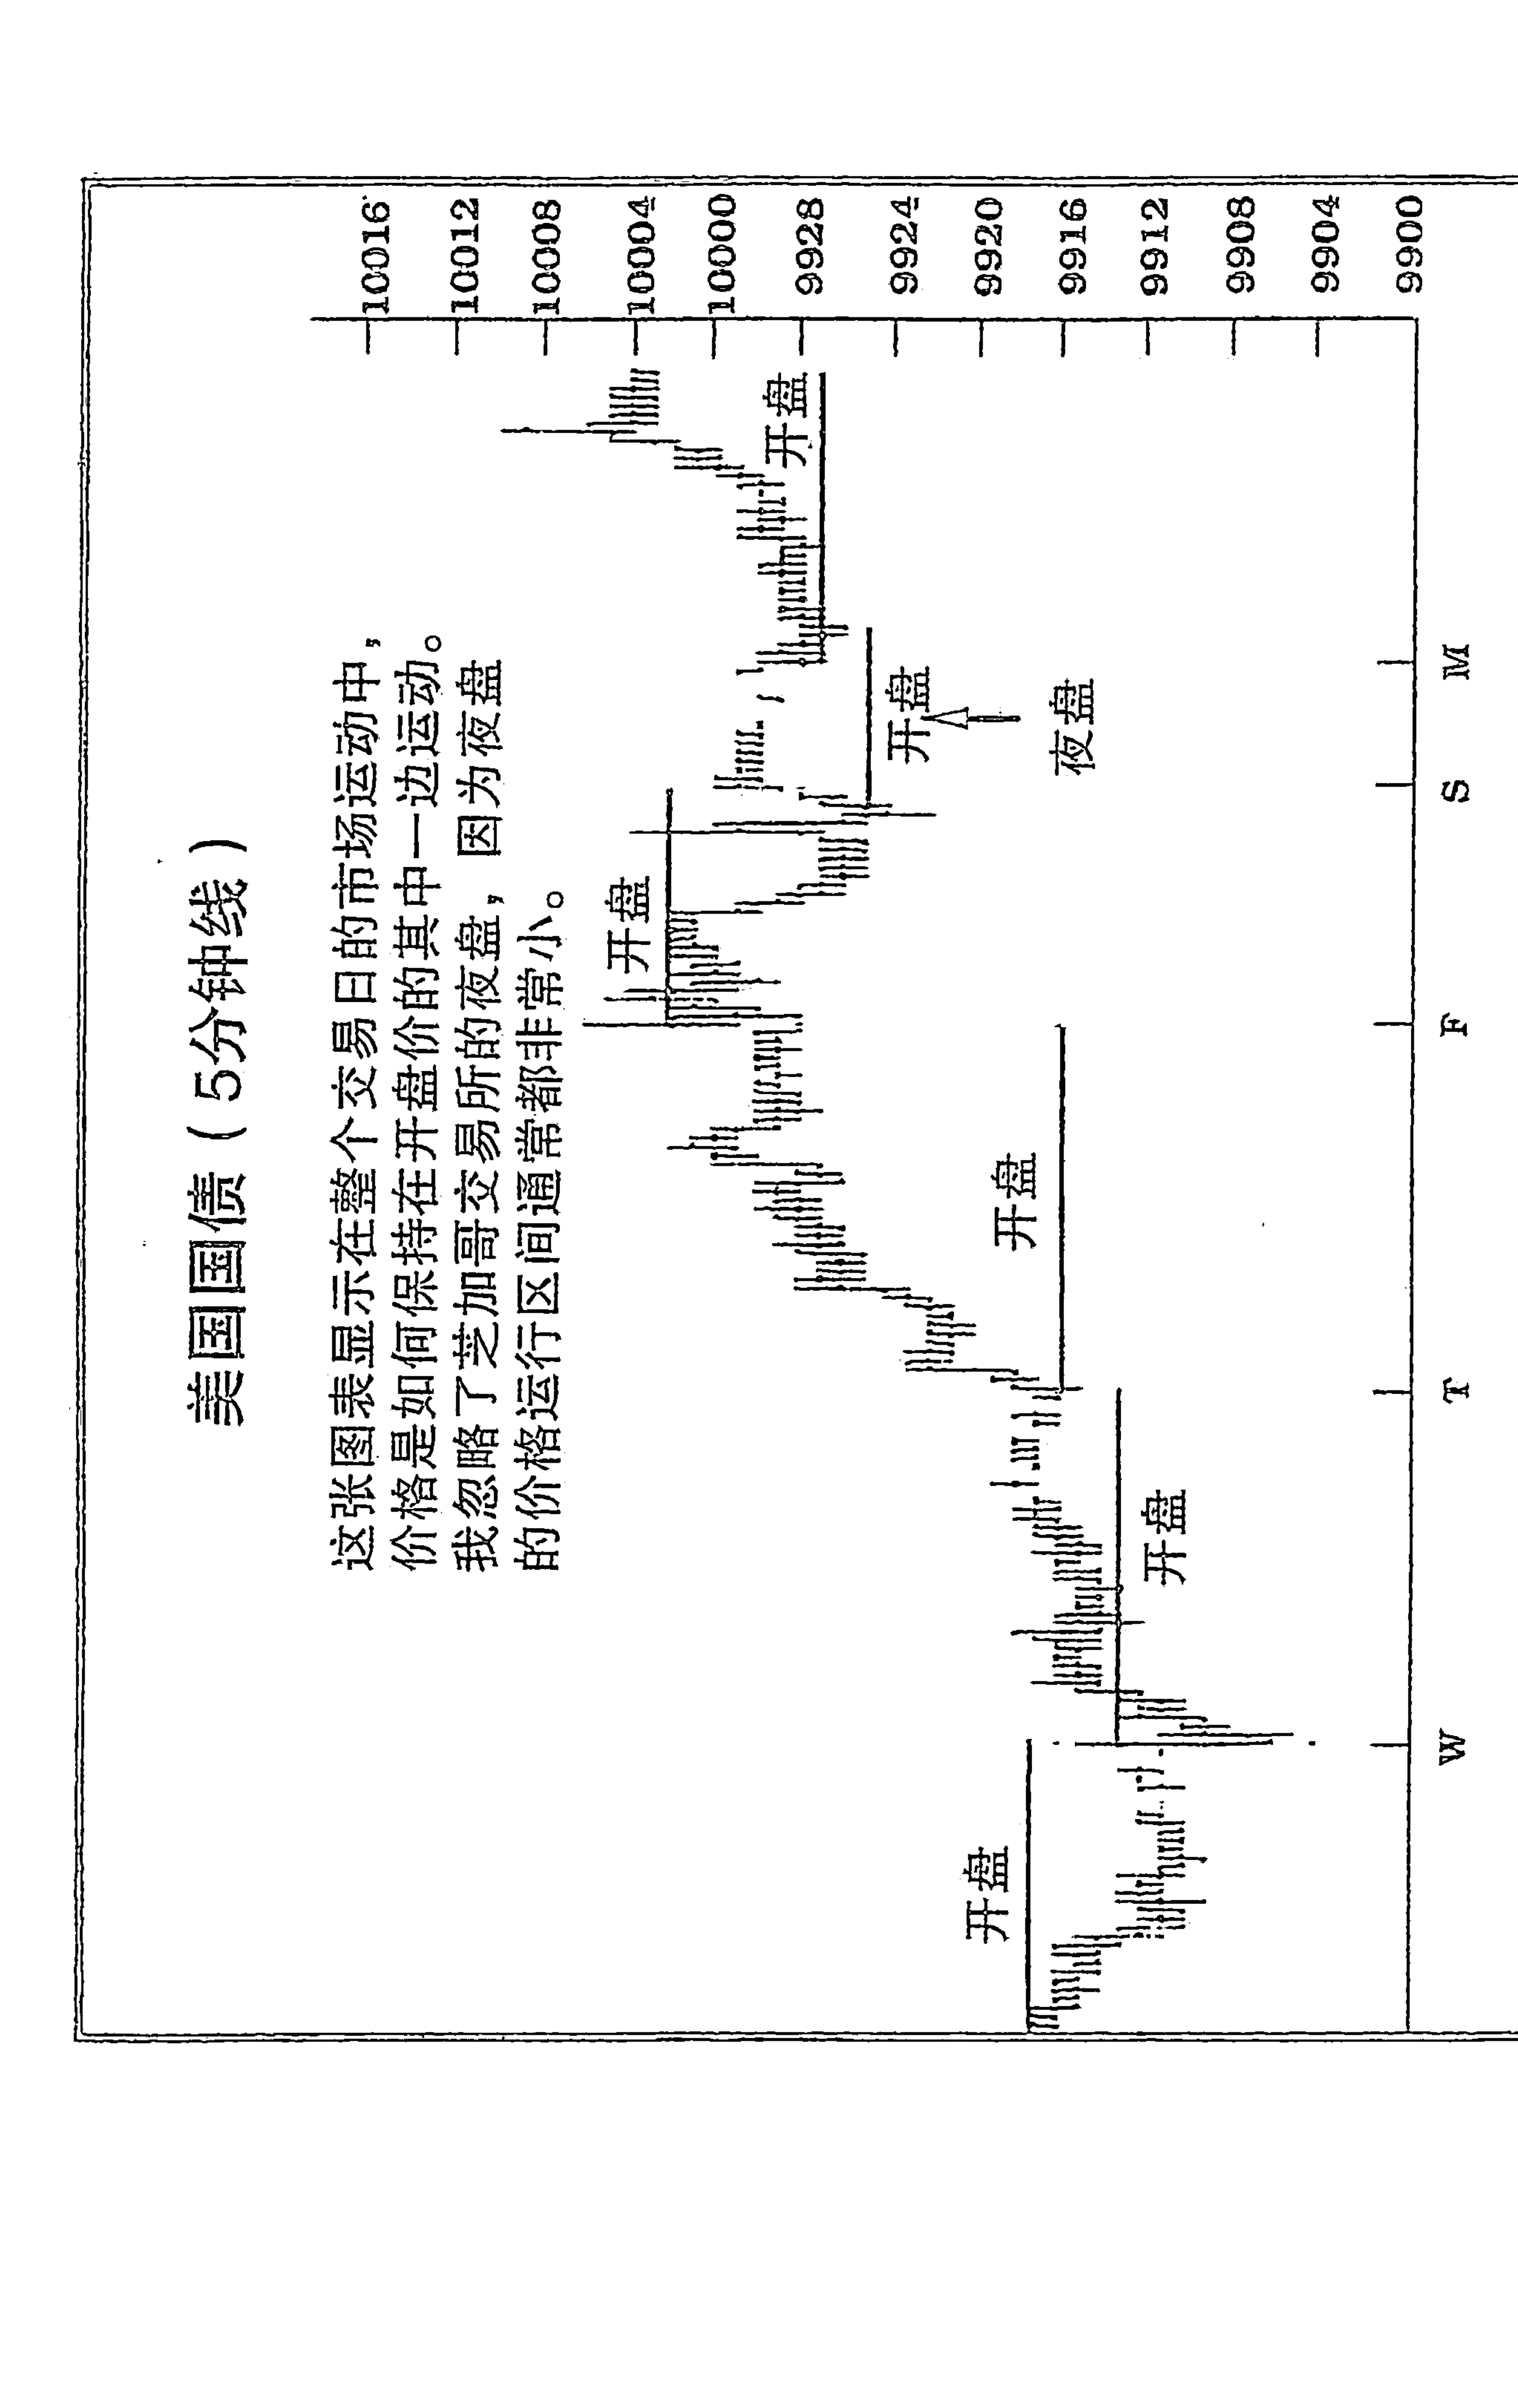 美国国债（5分钟线）
这张图表显示在整个交易日的市场运动中，
价格是如何保持在开盘价的其中一边运动。
我忽略了芝加哥交易所的夜盘，因为夜盘
的价格运行区间通常都非常小。
10016
10012
10008
10004
10000
9928
9924
9920
9916
9912
9908
9904
9900
开盘
开盘
开盘
开盘
开盘
开盘
夜盘
W
T
F
S
M